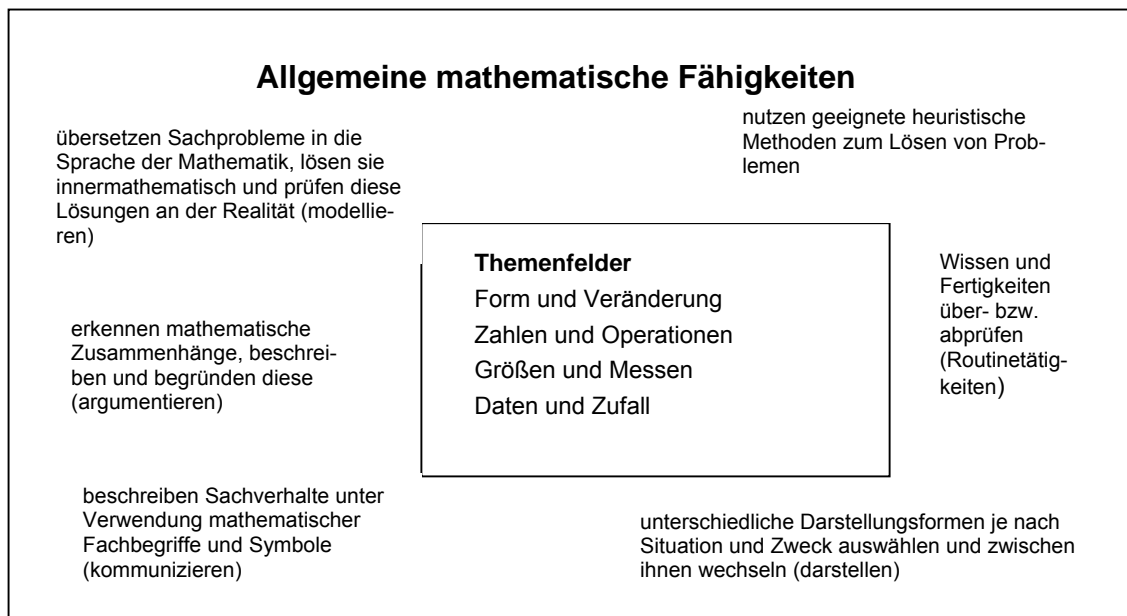 Allgemeine mathematische Fähigkeiten
übersetzen Sachprobleme in die
Sprache der Mathematik, lösen sie
innermathematisch und prüfen diese
Lösungen an der Realität (modellie-
ren)
nutzen geeignete heuristische
Methoden zum Lösen von Prob-
lemen
erkennen mathematische
Zusammenhänge, beschrei-
ben und begründen diese
(argumentieren)
Themenfelder
Form und Veränderung
Zahlen und Operationen
Größen und Messen
Daten und Zufall
Wissen und
Fertigkeiten
über- bzw.
abprüfen
(Routinetätig-
keiten)
beschreiben Sachverhalte unter
Verwendung mathematischer
Fachbegriffe und Symbole
(kommunizieren)
unterschiedliche Darstellungsformen je nach
Situation und Zweck auswählen und zwischen
ihnen wechseln (darstellen)